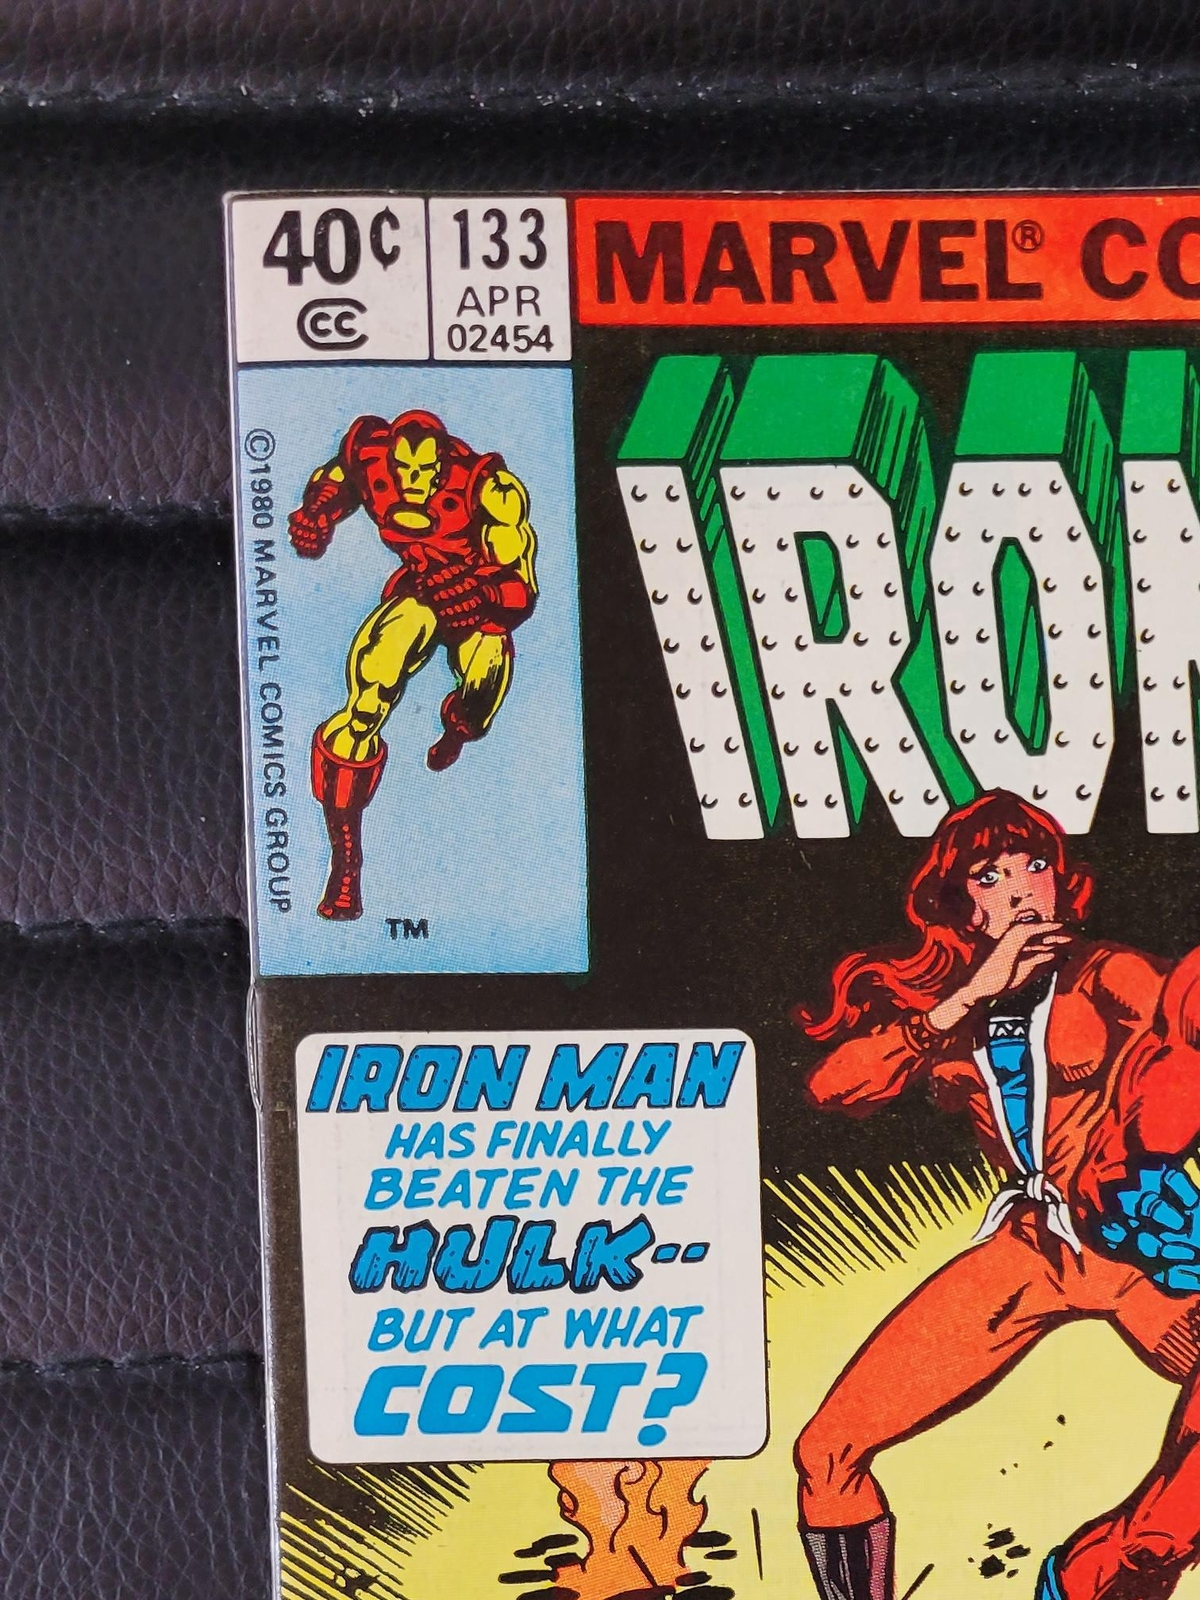 40¢
CC
133
APR
02454
MARVEL® CO
IRON
©1980 MARVEL COMICS GROUP
TM
IRON MAN
HAS FINALLY
BEATEN THE
HULK--
BUT AT WHAT
COST?